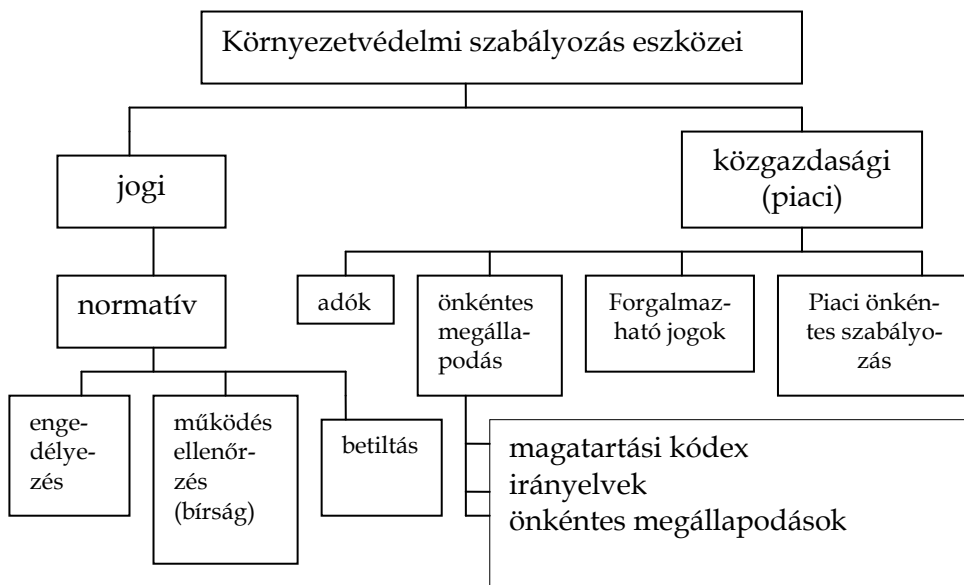 Környezetvédelmi szabályozás eszközei
jogi
közgazdasági
(piaci)
normatív
adók
önkéntes
megálla-
podás
Forgalmaz-
ható jogok
Piaci önkén-
tes szabályo-
zás
enge-
délye-
zés
működés
ellenőr-
zés
(bírság)
betiltás
magatartási kódex
irányelvek
önkéntes megállapodások